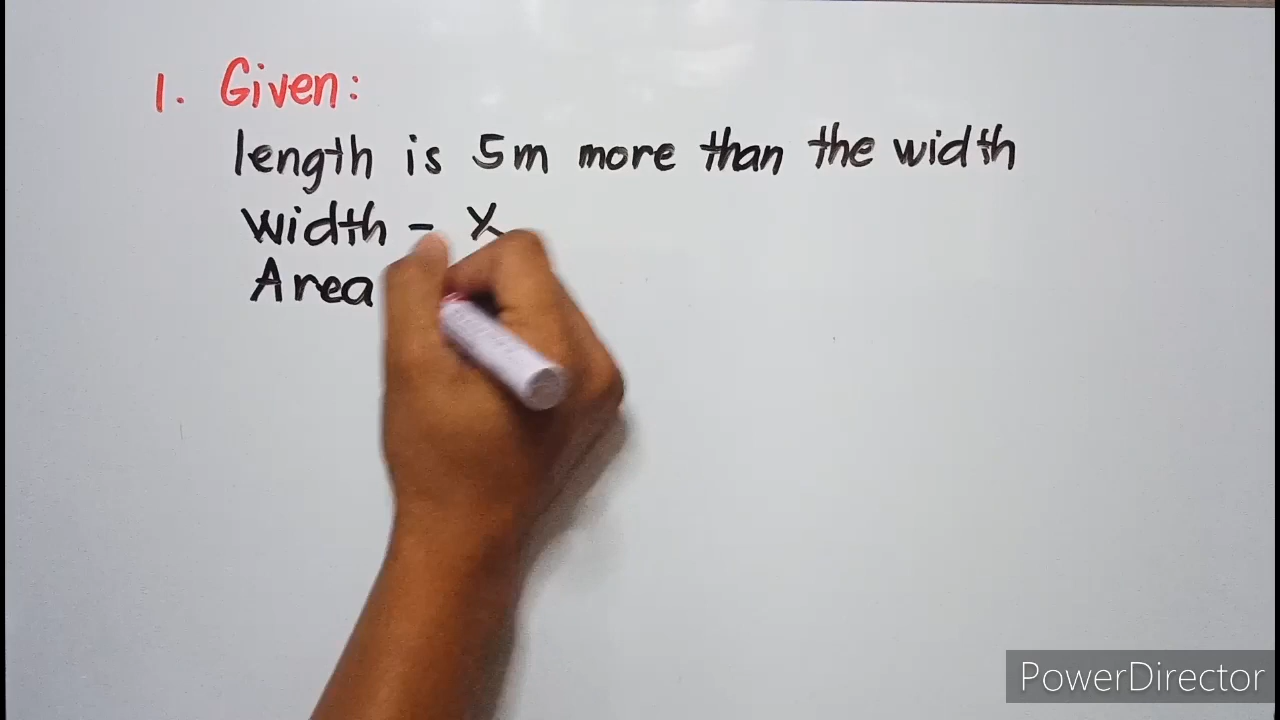 1. Given:
length is 5m more than the width
width - x
Area
PowerDirector